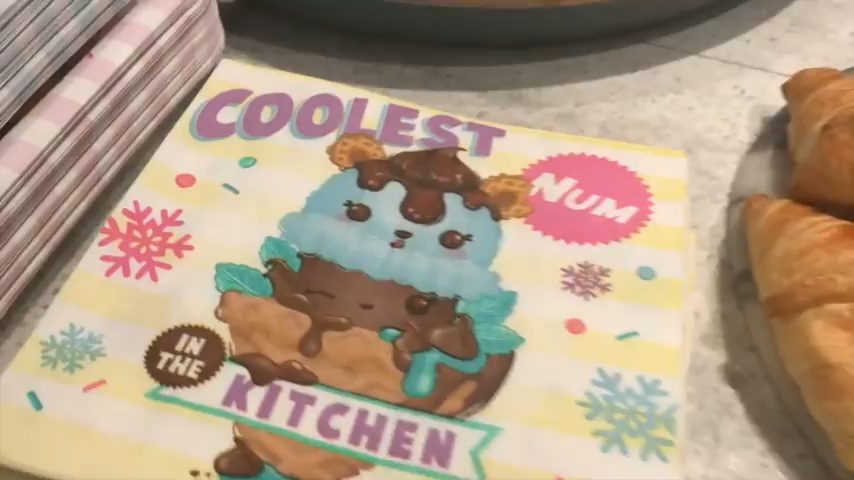 COOLEST
NUM
IN
THE
KITCHEN